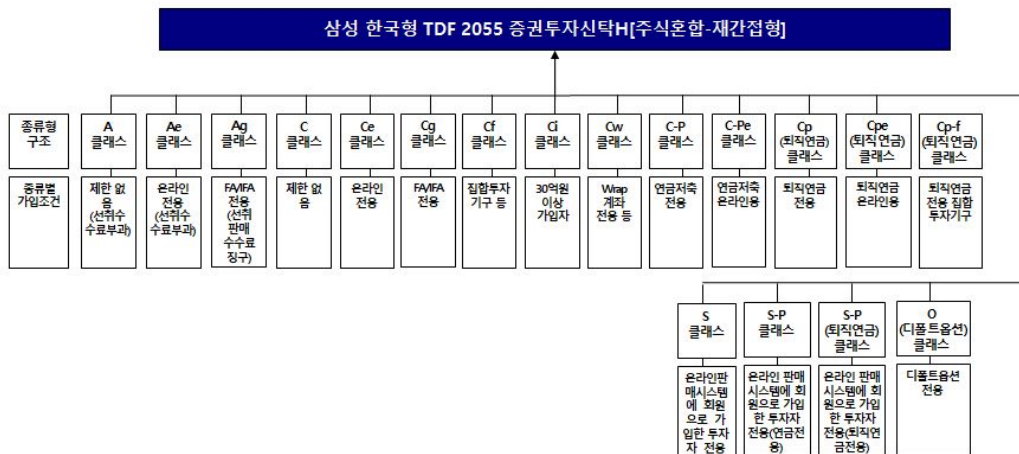 삼성 한국형 TDF 2055 증권투자신탁H[주식혼합-재간접형]
종류형
구조
A
클래스
Ae
클래스
Ag
클래스
C
클래스
Ce
클래스
Cg
클래스
Cf
클래스
Ci
클래스
Cw
클래스
C-P
클래스
C-Pe
클래스
Cp
(퇴직연금)
클래스
Cpe
(퇴직연금)
클래스
Cp-f
(퇴직연금)
클래스
종류별
가입조건
제한 없
음
(선취수
수료부과)
온라인
전용
(선취수
수료부과)
FA/IFA
전용
(선취
판매
수수료
징구)
제한 없
음
온라인
전용
FA/IFA
전용
집합투자
기구 등
30억원
이상
가입자
Wrap
계좌
전용 등
연금저축
전용
연금저축
온라인용
퇴직연금
전용
퇴직연금
온라인용
퇴직연금
전용 집합
투자기구
S
클래스
S-P
클래스
S-P
(퇴직연금)
클래스
O
(디폴트옵션)
클래스
온라인판
매시스템
에 회원
으로 가
입한 투자
자 전용
온라인 판매
시스템에 회
원으로 가입
한 투자자
전용(연금전
용)
온라인 판매
시스템에 회
원으로 가입
한 투자자
전용(퇴직연
금전용)
디폴트옵션
전용